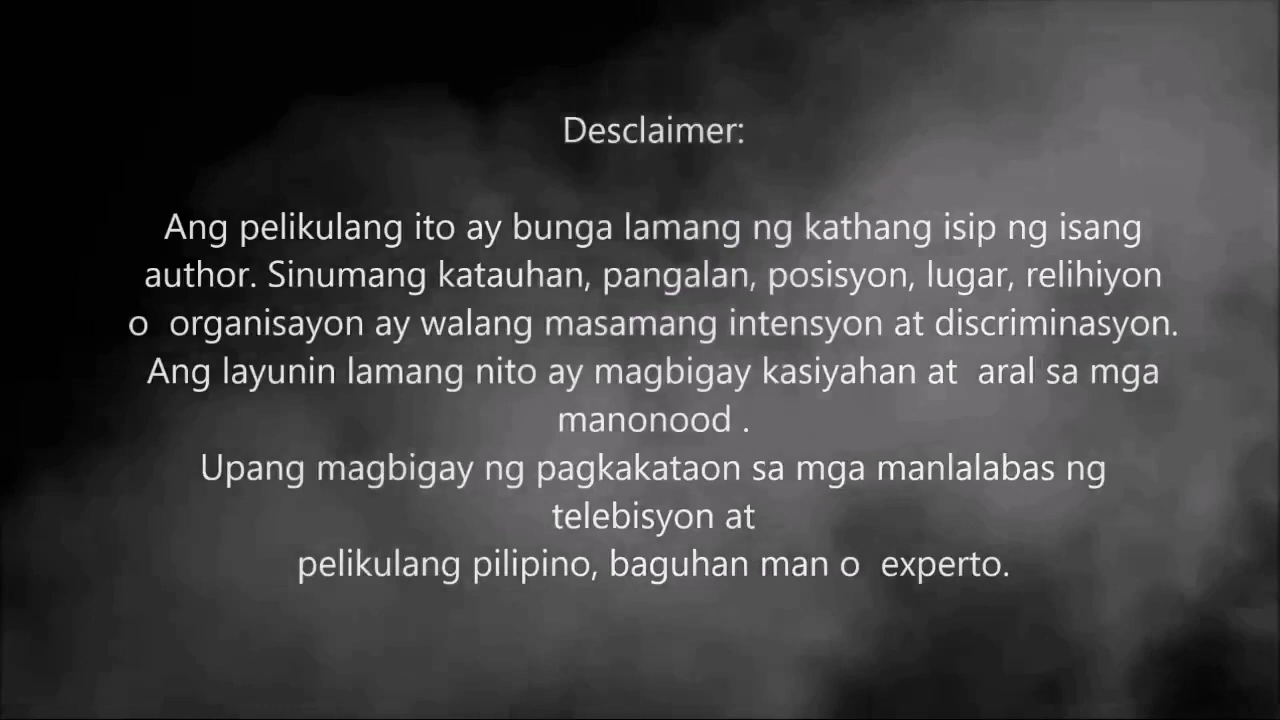 Desclaimer:
Ang pelikulang ito ay bunga lamang ng kathang isip ng isang
author. Sinumang katauhan, pangalan, posisyon, lugar, relihiyon
o  organisayon ay walang masamang intensyon at discriminasyon.
Ang layunin lamang nito ay magbigay kasiyahan at  aral sa mga
manonood .
Upang magbigay ng pagkakataon sa mga manlalabas ng
telebisyon at
pelikulang pilipino, baguhan man o  experto.